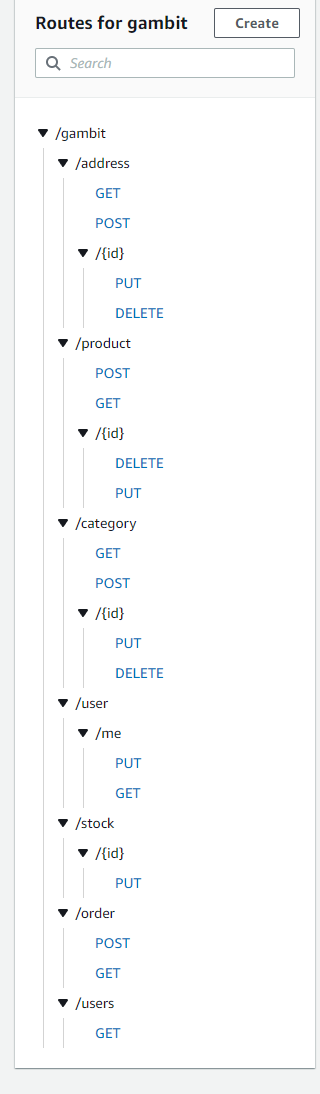 Routes for gambit
Create
Search
/gambit
/address
GET
POST
/{id}
PUT
DELETE
/product
POST
GET
/{id}
DELETE
PUT
/category
GET
POST
/{id}
PUT
DELETE
/user
/me
PUT
GET
/stock
/{id}
PUT
/order
POST
GET
/users
GET